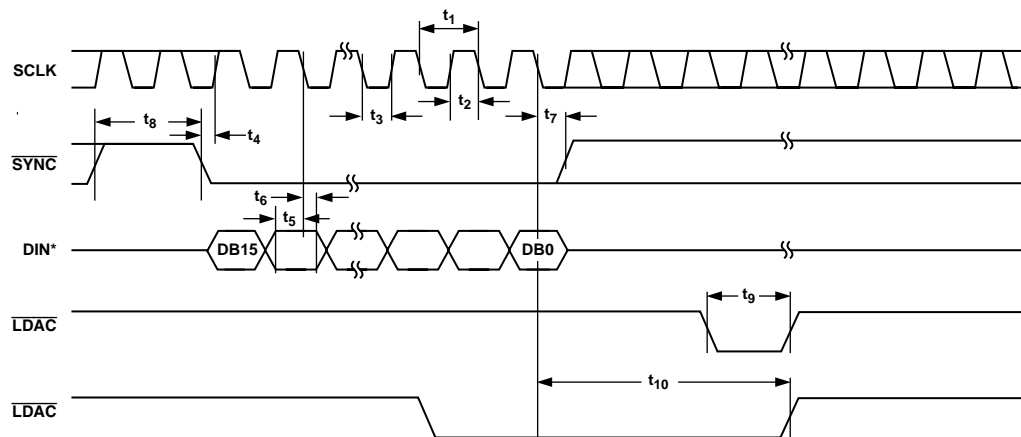 t1
SCLK
t2
t3
t7
t8
t4
SYNC
t6
t5
DIN*
DB15
DB0
t9
LDAC
t10
LDAC